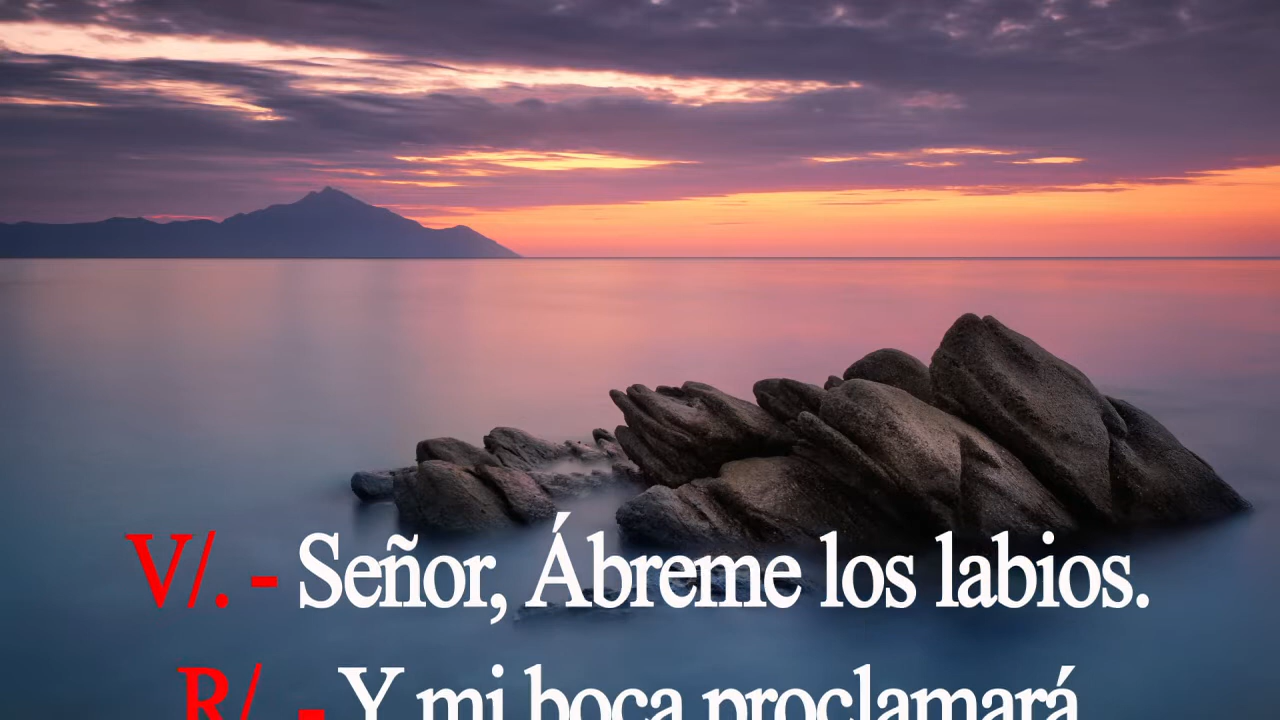 V/. - Señor, Ábreme los labios.
R/. - Y mi boca proclamará